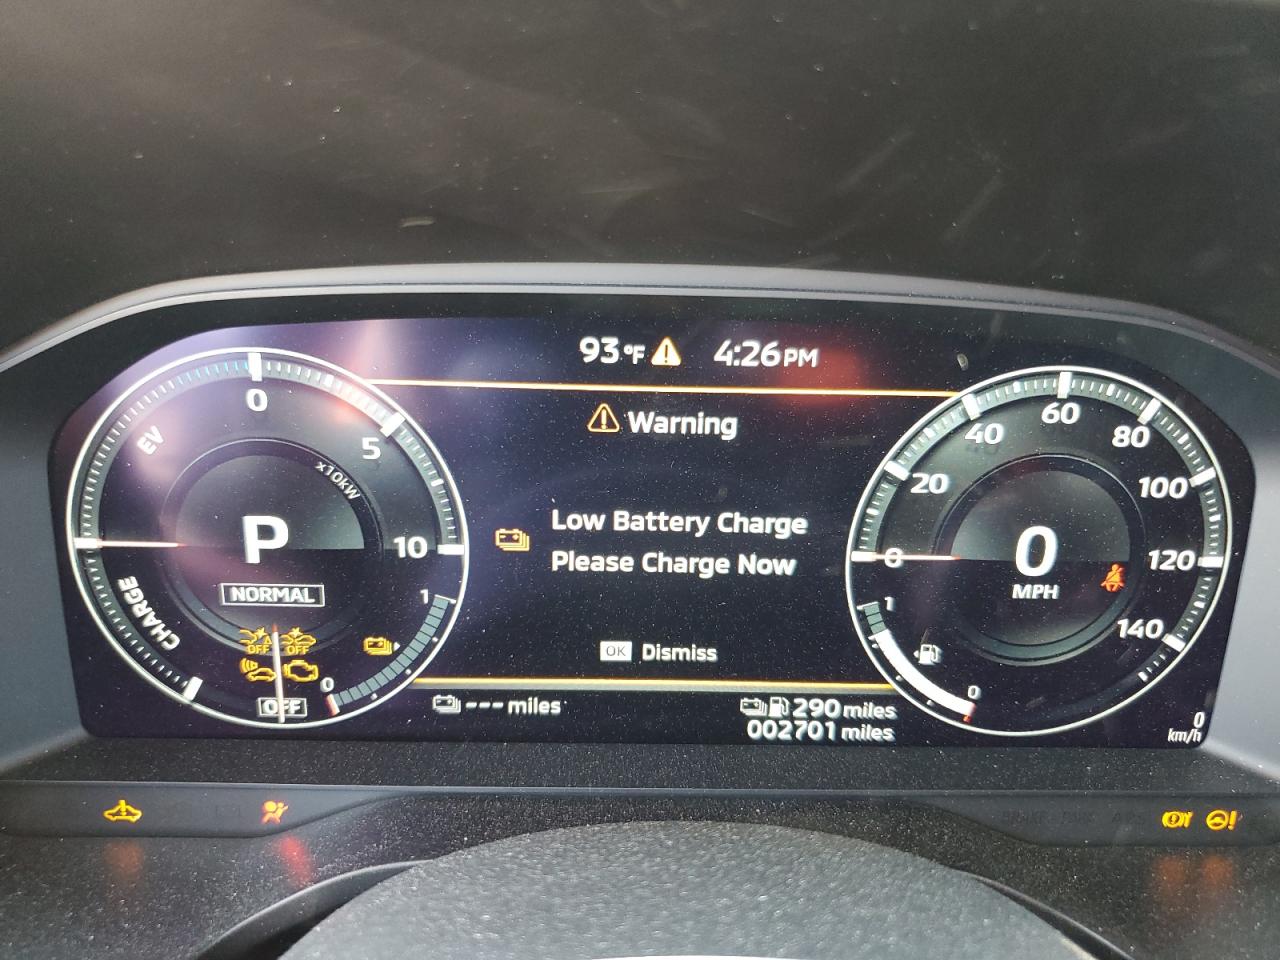 93°F 4:26PM
Warning
Low Battery Charge
Please Charge Now
OK Dismiss
--- miles
290 miles
002701 miles
EV
0
5
x10kW
10
P
NORMAL
CHARGE
OFF OFF
OFF
1
0
0
20
40
60
80
100
120
140
0
MPH
1
0
0
km/h